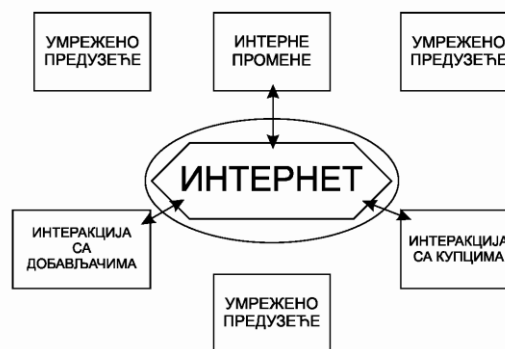 УМРЕЖЕНО
ПРЕДУЗЕЋЕ
ИНТЕРНЕ
ПРОМЕНЕ
УМРЕЖЕНО
ПРЕДУЗЕЋЕ
ИНТЕРНЕТ
ИНТЕРАКЦИЈА
СА
ДОБАВЉАЧИМА
ИНТЕРАКЦИЈА
СА КУПЦИМА
УМРЕЖЕНО
ПРЕДУЗЕЋЕ